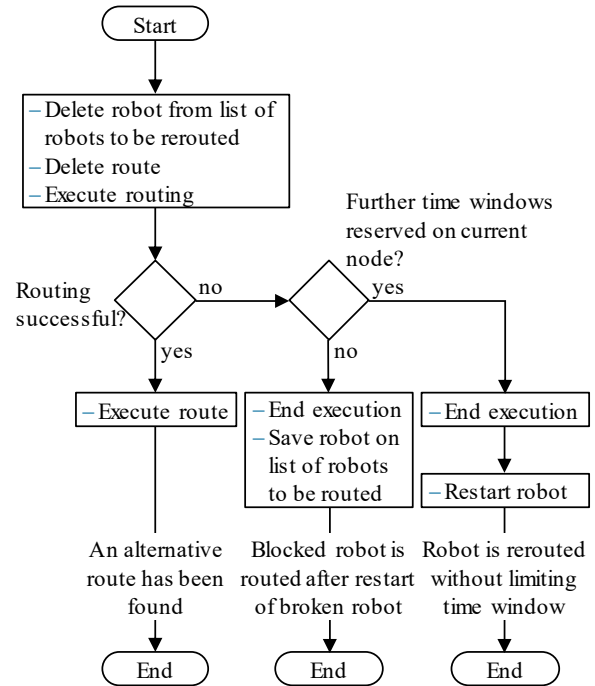 Start
– Delete robot from list of
robots to be rerouted
– Delete route
– Execute routing
Further time windows
reserved on current
node?
Routing
successful?
no
yes
yes
no
– Execute route
– End execution
– Save robot on
list of robots
to be routed
– End execution
– Restart robot
An alternative
route has been
found
Blocked robot is
routed after restart
of broken robot
Robot is rerouted
without limiting
time window
End
End
End